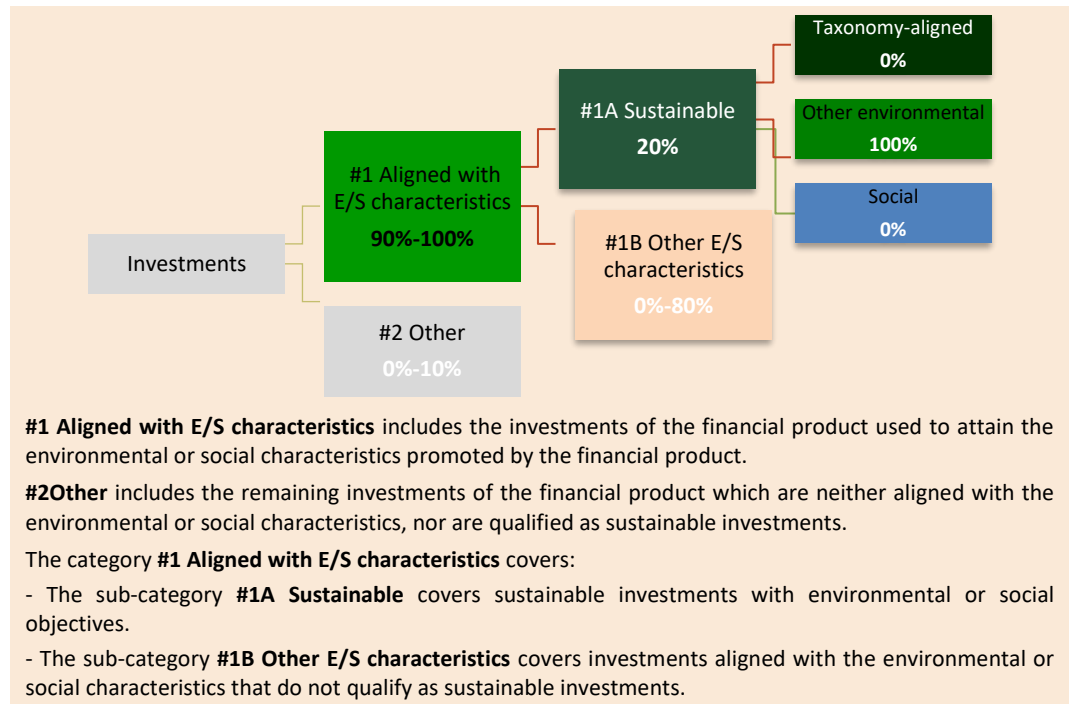 Taxonomy-aligned
0%
#1A Sustainable
20%
Other environmental
100%
#1 Aligned with
E/S characteristics
90%-100%
Social
0%
#1B Other E/S
characteristics
0%-80%
Investments
#2 Other
0%-10%
#1 Aligned with E/S characteristics includes the investments of the financial product used to attain the
environmental or social characteristics promoted by the financial product.
#2Other includes the remaining investments of the financial product which are neither aligned with the
environmental or social characteristics, nor are qualified as sustainable investments.
The category #1 Aligned with E/S characteristics covers:
- The sub-category #1A Sustainable covers sustainable investments with environmental or social
objectives.
- The sub-category #1B Other E/S characteristics covers investments aligned with the environmental or
social characteristics that do not qualify as sustainable investments.